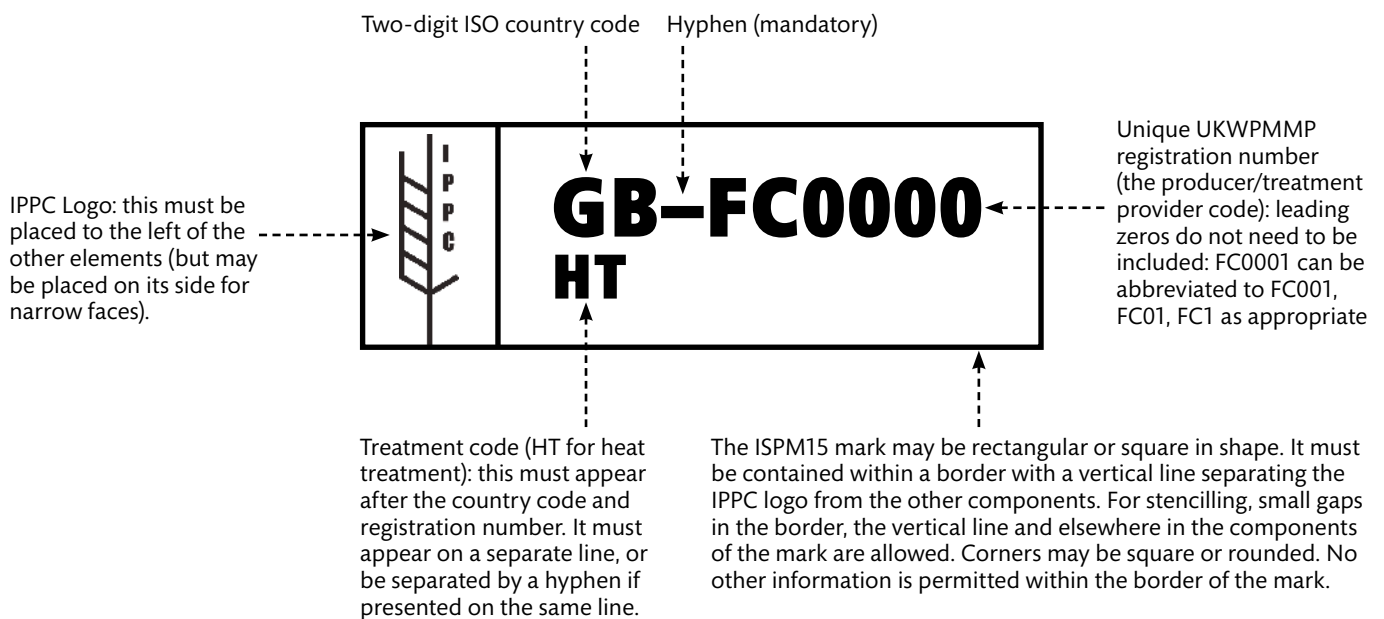 Two-digit ISO country code
Hyphen (mandatory)
IPPC Logo: this must be
placed to the left of the
other elements (but may
be placed on its side for
narrow faces).
I
P
P
C
GB-FC0000
HT
Unique UKWPMMP
registration number
(the producer/treatment
provider code): leading
zeros do not need to be
included: FC0001 can be
abbreviated to FC001,
FC01, FC1 as appropriate
Treatment code (HT for heat
treatment): this must appear
after the country code and
registration number. It must
appear on a separate line, or
be separated by a hyphen if
presented on the same line.
The ISPM15 mark may be rectangular or square in shape. It must
be contained within a border with a vertical line separating the
IPPC logo from the other components. For stencilling, small gaps
in the border, the vertical line and elsewhere in the components
of the mark are allowed. Corners may be square or rounded. No
other information is permitted within the border of the mark.